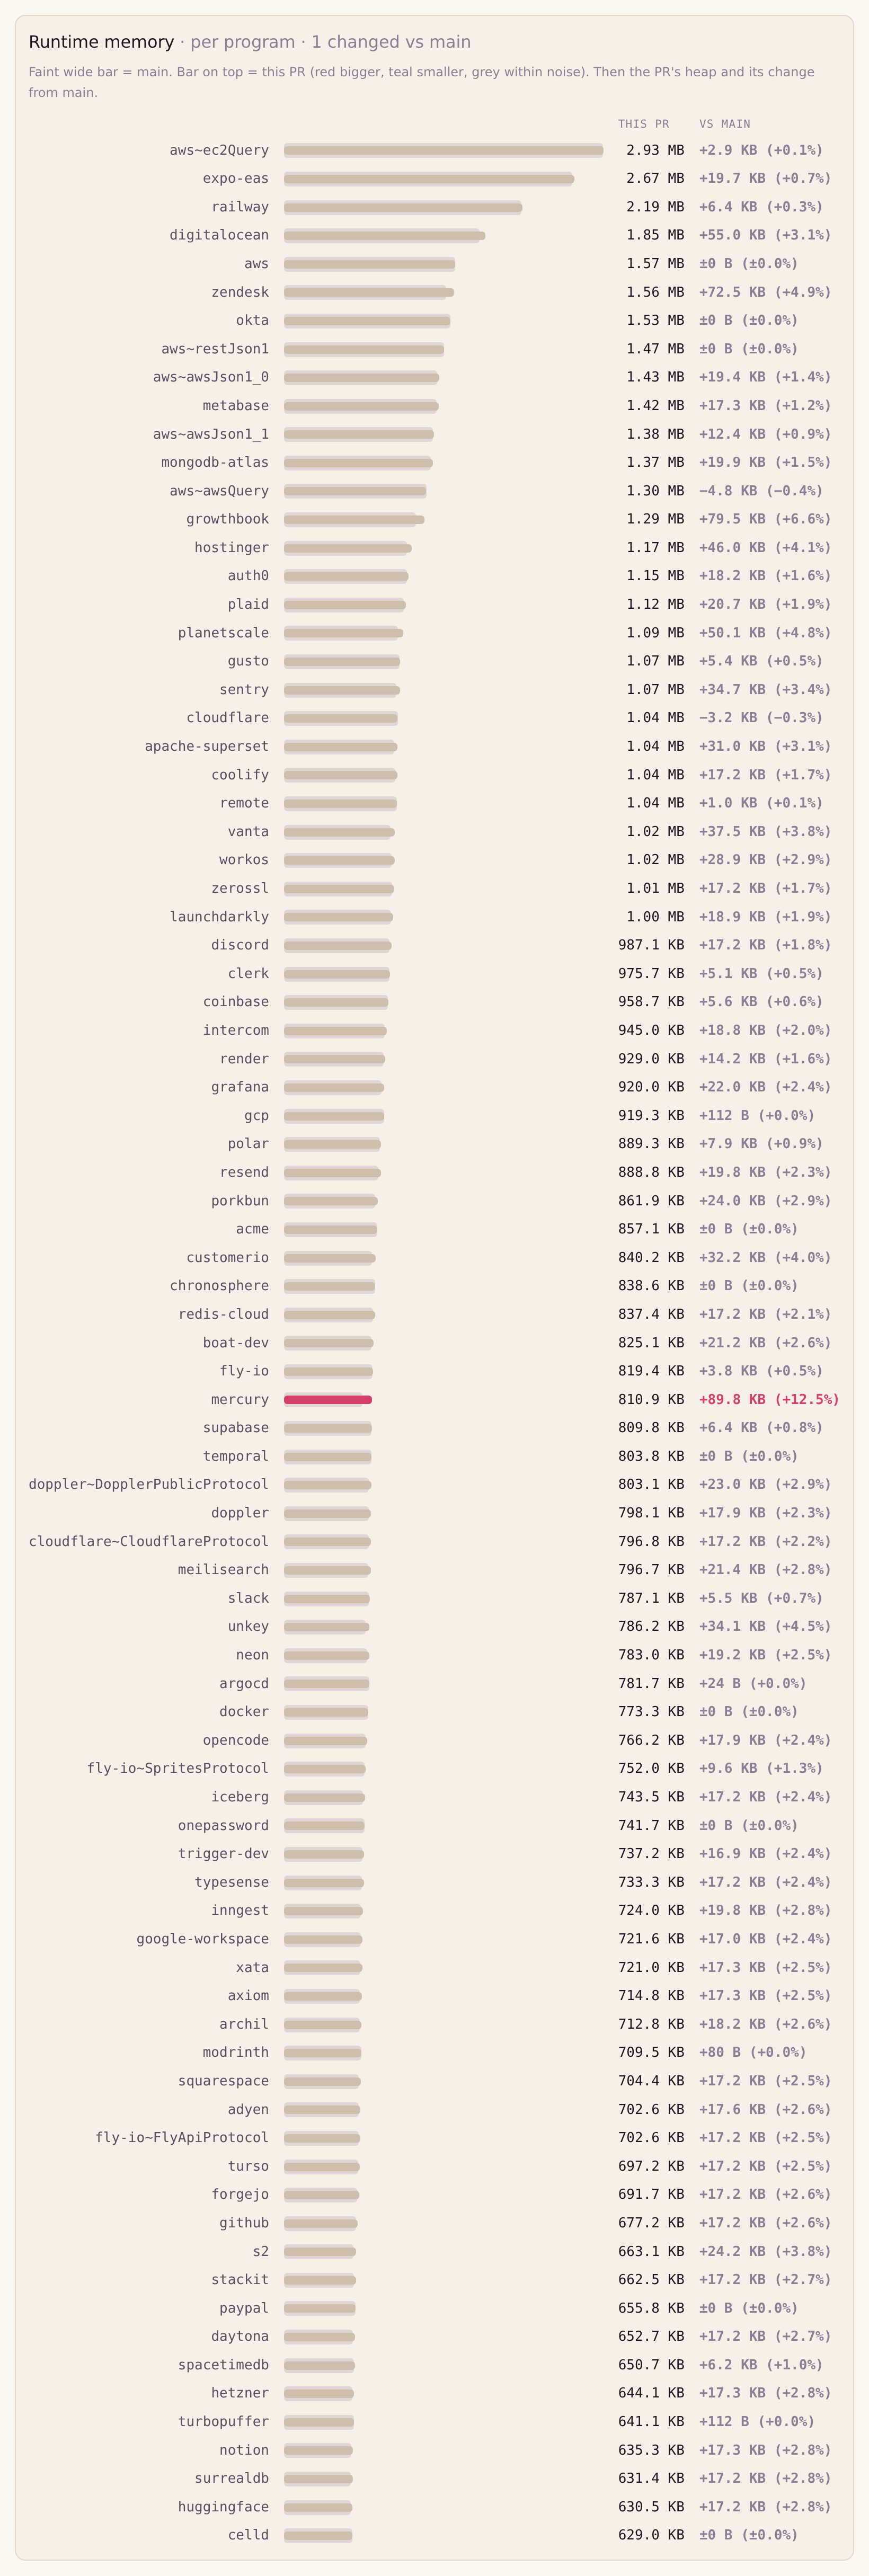 Runtime memory · per program · 1 changed vs main
Faint wide bar = main. Bar on top = this PR (red bigger, teal smaller, grey within noise). Then the PR's heap and its change
from main.
THIS PR VS MAIN
aws~ec2Query 2.93 MB +2.9 KB (+0.1%)
expo-eas 2.67 MB +19.7 KB (+0.7%)
railway 2.19 MB +6.4 KB (+0.3%)
digitalocean 1.85 MB +55.0 KB (+3.1%)
aws 1.57 MB ±0 B (±0.0%)
zendesk 1.56 MB +72.5 KB (+4.9%)
okta 1.53 MB ±0 B (±0.0%)
aws~restJson1 1.47 MB ±0 B (±0.0%)
aws~awsJson1_0 1.43 MB +19.4 KB (+1.4%)
metabase 1.42 MB +17.3 KB (+1.2%)
aws~awsJson1_1 1.38 MB +12.4 KB (+0.9%)
mongodb-atlas 1.37 MB +19.9 KB (+1.5%)
aws~awsQuery 1.30 MB −4.8 KB (−0.4%)
growthbook 1.29 MB +79.5 KB (+6.6%)
hostinger 1.17 MB +46.0 KB (+4.1%)
auth0 1.15 MB +18.2 KB (+1.6%)
plaid 1.12 MB +20.7 KB (+1.9%)
planetscale 1.09 MB +50.1 KB (+4.8%)
gusto 1.07 MB +5.4 KB (+0.5%)
sentry 1.07 MB +34.7 KB (+3.4%)
cloudflare 1.04 MB −3.2 KB (−0.3%)
apache-superset 1.04 MB +31.0 KB (+3.1%)
coolify 1.04 MB +17.2 KB (+1.7%)
remote 1.04 MB +1.0 KB (+0.1%)
vanta 1.02 MB +37.5 KB (+3.8%)
workos 1.02 MB +28.9 KB (+2.9%)
zerossl 1.01 MB +17.2 KB (+1.7%)
launchdarkly 1.00 MB +18.9 KB (+1.9%)
discord 987.1 KB +17.2 KB (+1.8%)
clerk 975.7 KB +5.1 KB (+0.5%)
coinbase 958.7 KB +5.6 KB (+0.6%)
intercom 945.0 KB +18.8 KB (+2.0%)
render 929.0 KB +14.2 KB (+1.6%)
grafana 920.0 KB +22.0 KB (+2.4%)
gcp 919.3 KB +112 B (+0.0%)
polar 889.3 KB +7.9 KB (+0.9%)
resend 888.8 KB +19.8 KB (+2.3%)
porkbun 861.9 KB +24.0 KB (+2.9%)
acme 857.1 KB ±0 B (±0.0%)
customerio 840.2 KB +32.2 KB (+4.0%)
chronosphere 838.6 KB ±0 B (±0.0%)
redis-cloud 837.4 KB +17.2 KB (+2.1%)
boat-dev 825.1 KB +21.2 KB (+2.6%)
fly-io 819.4 KB +3.8 KB (+0.5%)
mercury 810.9 KB +89.8 KB (+12.5%)
supabase 809.8 KB +6.4 KB (+0.8%)
temporal 803.8 KB ±0 B (±0.0%)
doppler~DopplerPublicProtocol 803.1 KB +23.0 KB (+2.9%)
doppler 798.1 KB +17.9 KB (+2.3%)
cloudflare~CloudflareProtocol 796.8 KB +17.2 KB (+2.2%)
meilisearch 796.7 KB +21.4 KB (+2.8%)
slack 787.1 KB +5.5 KB (+0.7%)
unkey 786.2 KB +34.1 KB (+4.5%)
neon 783.0 KB +19.2 KB (+2.5%)
argocd 781.7 KB +24 B (+0.0%)
docker 773.3 KB ±0 B (±0.0%)
opencode 766.2 KB +17.9 KB (+2.4%)
fly-io~SpritesProtocol 752.0 KB +9.6 KB (+1.3%)
iceberg 743.5 KB +17.2 KB (+2.4%)
onepassword 741.7 KB ±0 B (±0.0%)
trigger-dev 737.2 KB +16.9 KB (+2.4%)
typesense 733.3 KB +17.2 KB (+2.4%)
inngest 724.0 KB +19.8 KB (+2.8%)
google-workspace 721.6 KB +17.0 KB (+2.4%)
xata 721.0 KB +17.3 KB (+2.5%)
axiom 714.8 KB +17.3 KB (+2.5%)
archil 712.8 KB +18.2 KB (+2.6%)
modrinth 709.5 KB +80 B (+0.0%)
squarespace 704.4 KB +17.2 KB (+2.5%)
adyen 702.6 KB +17.6 KB (+2.6%)
fly-io~FlyApiProtocol 702.6 KB +17.2 KB (+2.5%)
turso 697.2 KB +17.2 KB (+2.5%)
forgejo 691.7 KB +17.2 KB (+2.6%)
github 677.2 KB +17.2 KB (+2.6%)
s2 663.1 KB +24.2 KB (+3.8%)
stackit 662.5 KB +17.2 KB (+2.7%)
paypal 655.8 KB ±0 B (±0.0%)
daytona 652.7 KB +17.2 KB (+2.7%)
spacetimedb 650.7 KB +6.2 KB (+1.0%)
hetzner 644.1 KB +17.3 KB (+2.8%)
turbopuffer 641.1 KB +112 B (+0.0%)
notion 635.3 KB +17.3 KB (+2.8%)
surrealdb 631.4 KB +17.2 KB (+2.8%)
huggingface 630.5 KB +17.2 KB (+2.8%)
celld 629.0 KB ±0 B (±0.0%)